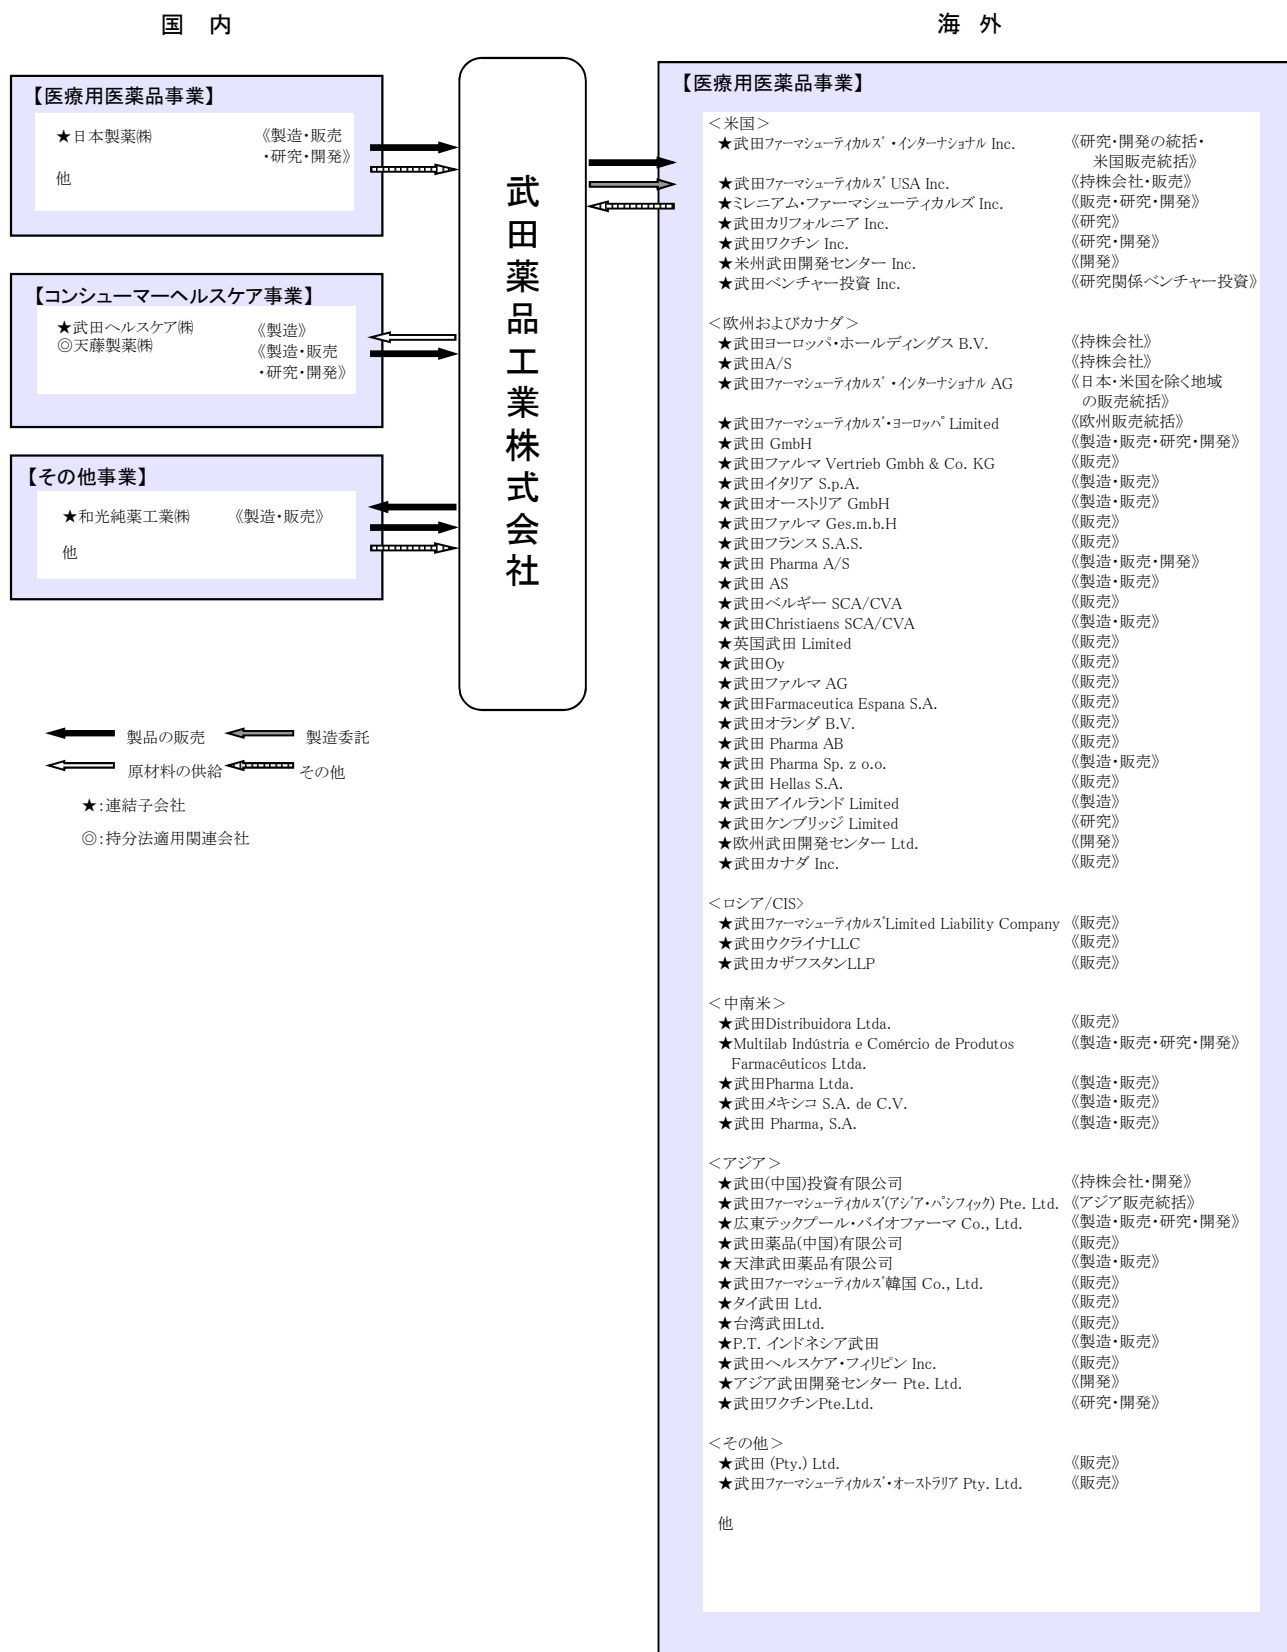 国 内
【医療用医薬品事業】
★日本製薬㈱ 《製造・販売
・研究・開発》
他
【コンシューマーヘルスケア事業】
★武田ヘルスケア㈱ 《製造》
◎天藤製薬㈱ 《製造・販売
・研究・開発》
【その他事業】
★和光純薬工業㈱ 《製造・販売》
他
製品の販売 製造委託
原材料の供給 その他
★:連結子会社
◎:持分法適用関連会社
武田薬品工業株式会社
海 外
【医療用医薬品事業】
<米国>
★武田ファーマシューティカルズ・インターナショナル Inc. 《研究・開発の統括・
米国販売統括》
★武田ファーマシューティカルズ USA Inc. 《持株会社・販売》
★ミレニアム・ファーマシューティカルズ Inc. 《販売・研究・開発》
★武田カリフォルニア Inc. 《研究》
★武田ワクチン Inc. 《研究・開発》
★米州武田開発センター Inc. 《開発》
★武田ベンチャー投資 Inc. 《研究関係ベンチャー投資》
<欧州およびカナダ>
★武田ヨーロッパ・ホールディングス B.V. 《持株会社》
★武田A/S 《持株会社》
★武田ファーマシューティカルズ・インターナショナル AG 《日本・米国を除く地域
の販売統括》
★武田ファーマシューティカルズ・ヨーロッパ Limited 《欧州販売統括》
★武田 GmbH 《製造・販売・研究・開発》
★武田ファルマ Vertrieb Gmbh & Co. KG 《販売》
★武田イタリア S.p.A. 《製造・販売》
★武田オーストリア GmbH 《製造・販売》
★武田ファルマ Ges.m.b.H 《販売》
★武田フランス S.A.S. 《販売》
★武田 Pharma A/S 《製造・販売・開発》
★武田 AS 《製造・販売》
★武田ベルギー SCA/CVA 《販売》
★武田Christiaens SCA/CVA 《製造・販売》
★英国武田 Limited 《販売》
★武田Oy 《販売》
★武田ファルマ AG 《販売》
★武田Farmaceutica Espana S.A. 《販売》
★武田オランダ B.V. 《販売》
★武田 Pharma AB 《販売》
★武田 Pharma Sp. z o.o. 《製造・販売》
★武田 Hellas S.A. 《販売》
★武田アイルランド Limited 《製造》
★武田ケンブリッジ Limited 《研究》
★欧州武田開発センター Ltd. 《開発》
★武田カナダ Inc. 《販売》
<ロシア/CIS>
★武田ファーマシューティカルズLimited Liability Company 《販売》
★武田ウクライナLLC 《販売》
★武田カザフスタンLLP 《販売》
<中南米>
★武田Distribuidora Ltda. 《販売》
★Multilab Indústria e Comércio de Produtos 《製造・販売・研究・開発》
Farmacêuticos Ltda.
★武田Pharma Ltda. 《製造・販売》
★武田メキシコ S.A. de C.V. 《製造・販売》
★武田 Pharma, S.A. 《製造・販売》
<アジア>
★武田(中国)投資有限公司 《持株会社・開発》
★武田ファーマシューティカルズ(アジア・パシフィック) Pte. Ltd. 《アジア販売統括》
★広東テックプール・バイオファーマ Co., Ltd. 《製造・販売・研究・開発》
★武田薬品(中国)有限公司 《販売》
★天津武田薬品有限公司 《製造・販売》
★武田ファーマシューティカルズ韓国 Co., Ltd. 《販売》
★タイ武田 Ltd. 《販売》
★台湾武田Ltd. 《販売》
★P.T. インドネシア武田 《製造・販売》
★武田ヘルスケア・フィリピン Inc. 《販売》
★アジア武田開発センター Pte. Ltd. 《開発》
★武田ワクチンPte.Ltd. 《研究・開発》
<その他>
★武田 (Pty.) Ltd. 《販売》
★武田ファーマシューティカルズ・オーストラリア Pty. Ltd. 《販売》
他